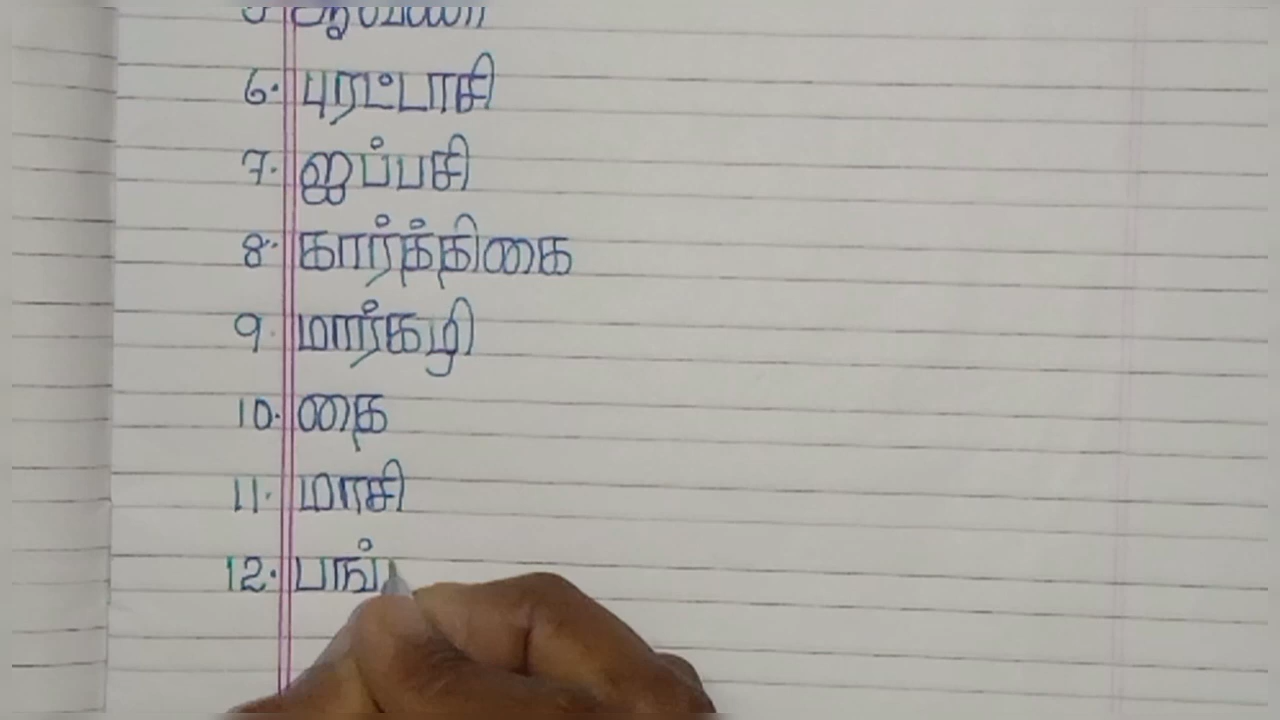 6. புரட்டாசி
7. ஐப்பசி
8. கார்த்திகை
9. மார்கழி
10. தை
11. மாசி
12. பங்